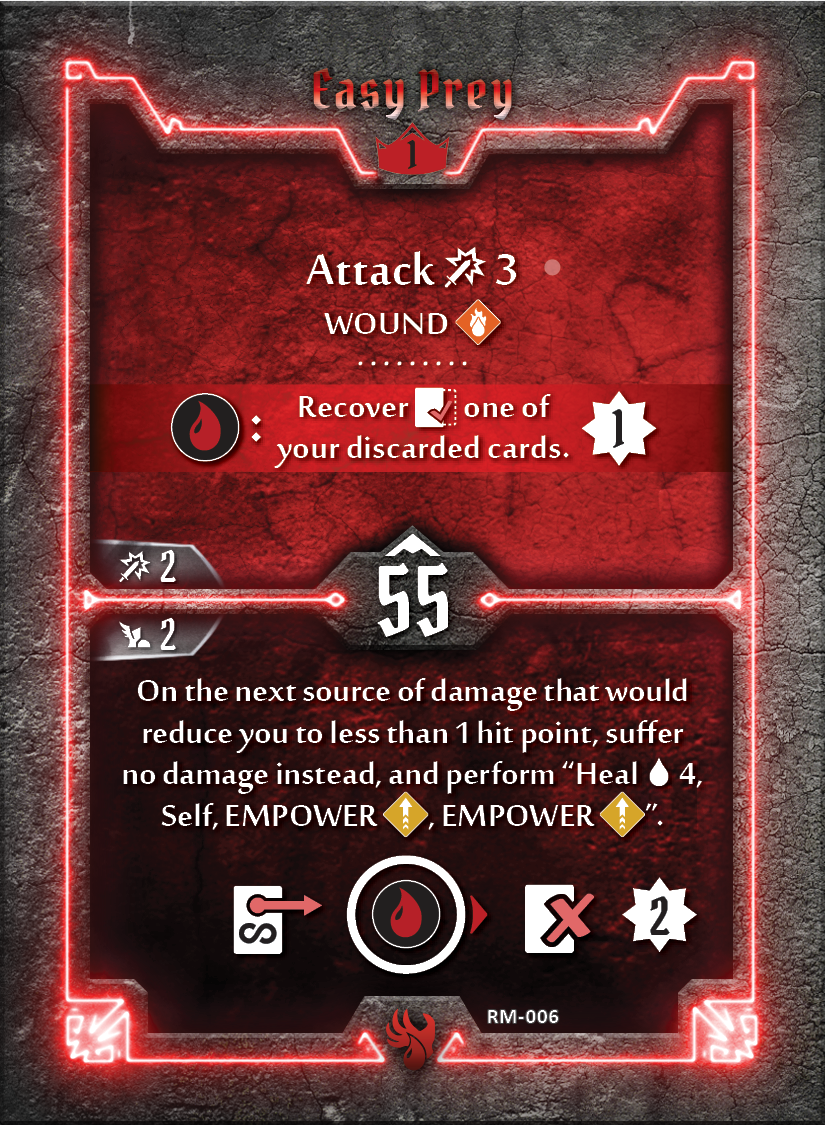 Easy Prey
1
Attack 3
WOUND
: Recover one of
your discarded cards. 1
2
55
2
On the next source of damage that would
reduce you to less than 1 hit point, suffer
no damage instead, and perform “Heal 4,
Self, EMPOWER , EMPOWER ”.
2
RM-006